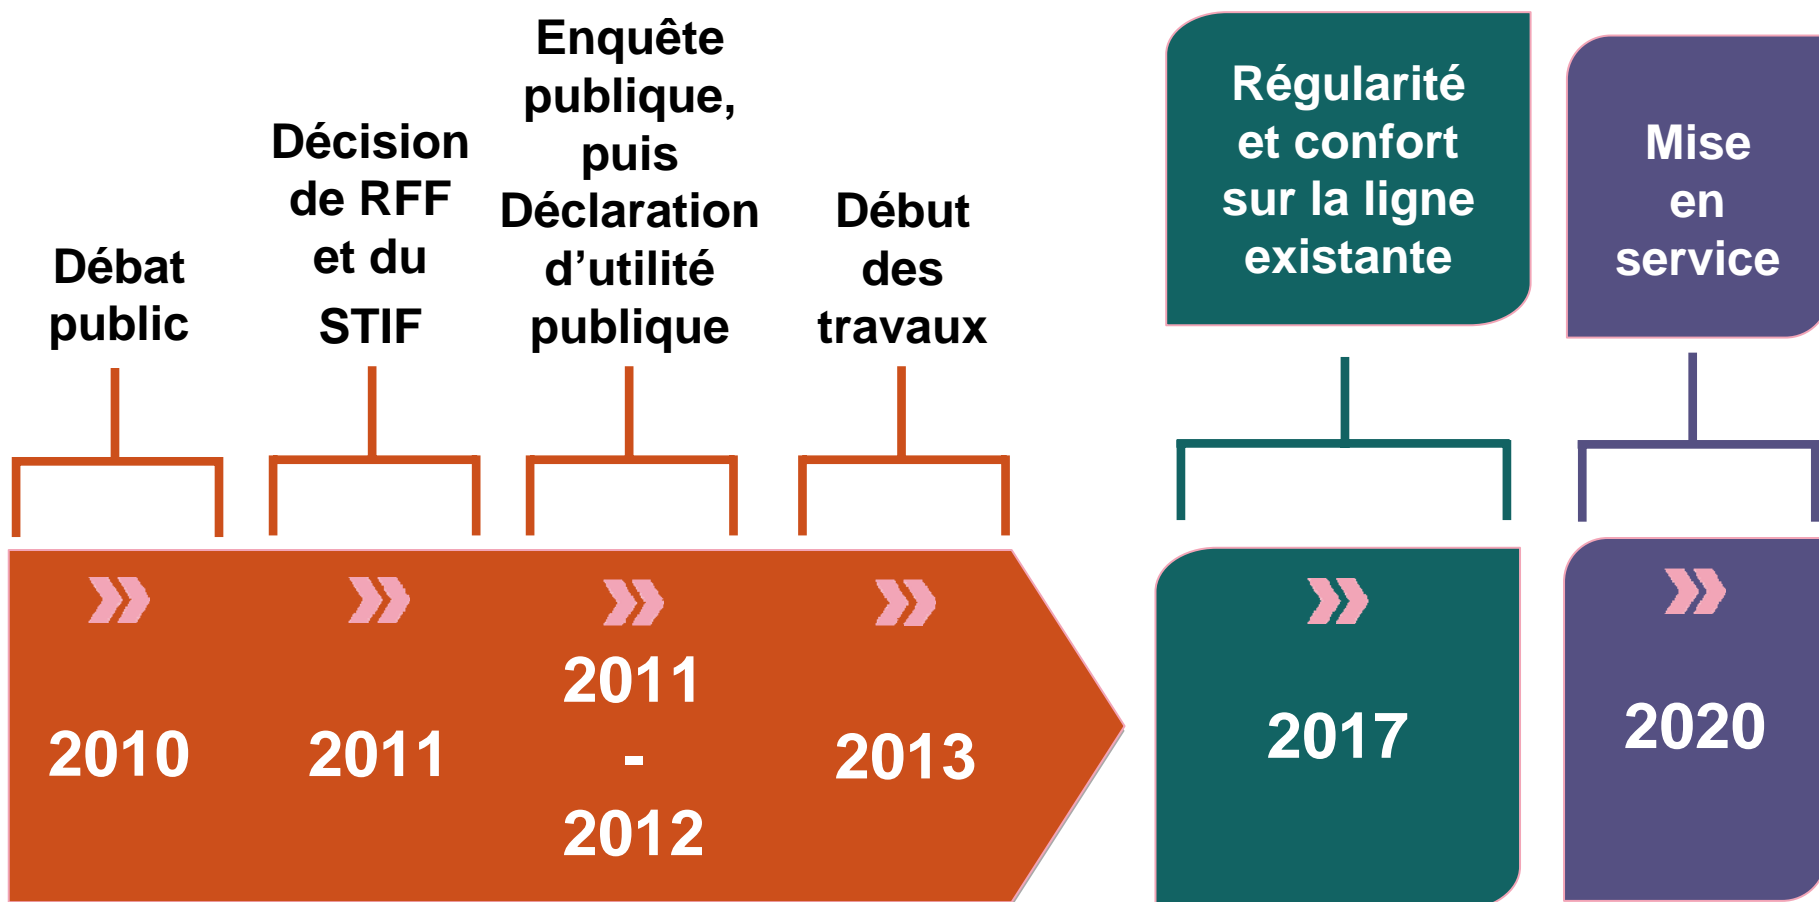 Débat
public
Décision
de RFF
et du
STIF
Enquête
publique,
puis
Déclaration
d’utilité
publique
Début
des
travaux
Régularité
et confort
sur la ligne
existante
Mise
en
service
2010
2011
2011
-
2012
2013
2017
2020